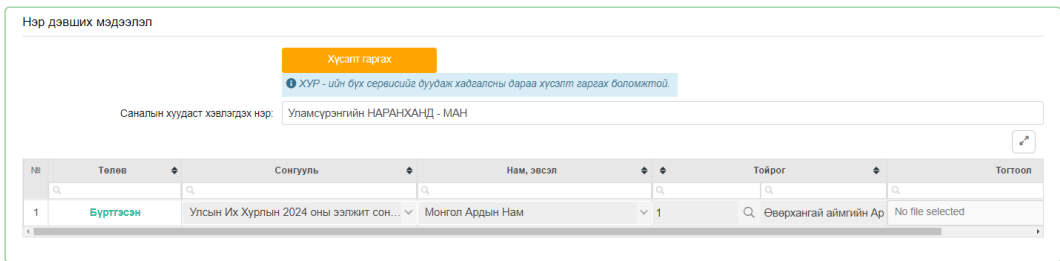 Нэр дэвших мэдээлэл
Хүсэлт гаргах
ХУР - ийн бүх сервисийг дуудаж хадгалсны дараа хүсэлт гаргах боломжтой.
Саналын хуудаст хэвлэгдэх нэр: Уламсүрэнгийн НАРАНХАНД - МАН
№ Төлөв Сонгууль Нам, эвсэл Тойрог Тогтоол
1 Бүртгэсэн Улсын Их Хурлын 2024 оны ээлжит сон... Монгол Ардын Нам 1 Өвөрхангай аймгийн Ар No file selected